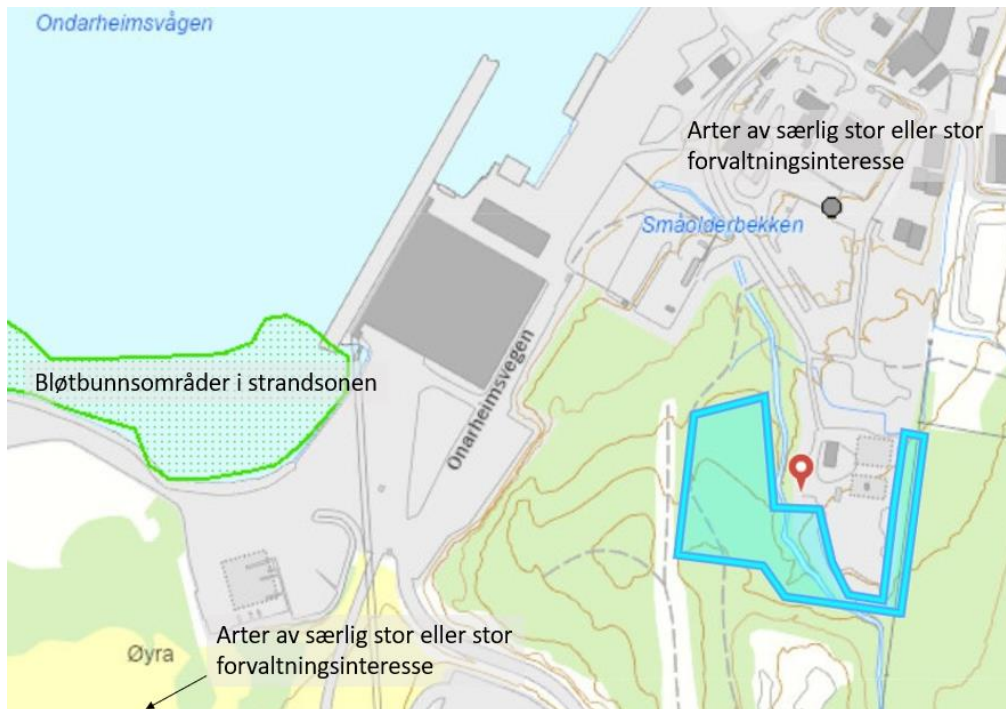 Ondarheimsvågen
Arter av særlig stor eller stor
forvaltningsinteresse
Småolderbekken
Bløtbunnsområder i strandsonen
Onarheimsvegen
Arter av særlig stor eller stor
forvaltningsinteresse
Øyra